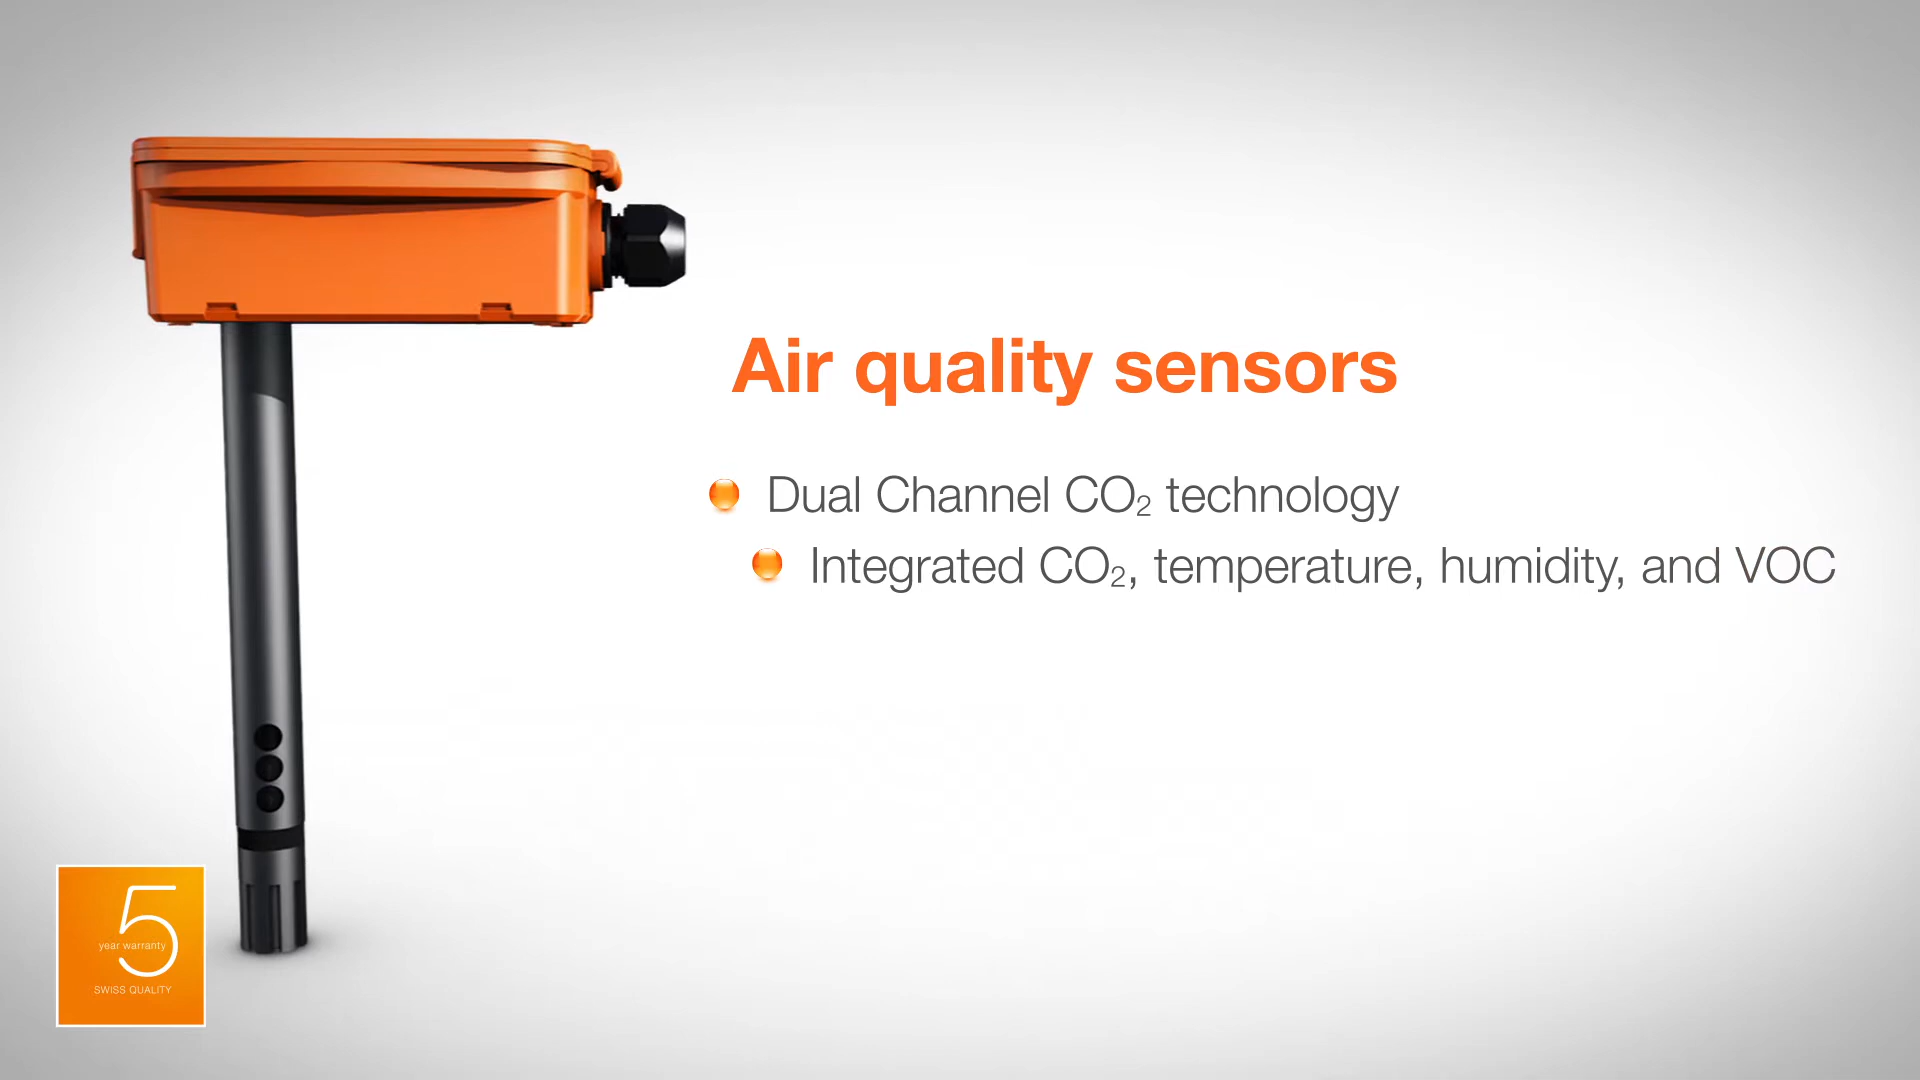 Air quality sensors
Dual Channel CO₂ technology
Integrated CO₂, temperature, humidity, and VOC
5
year warranty
SWISS QUALITY